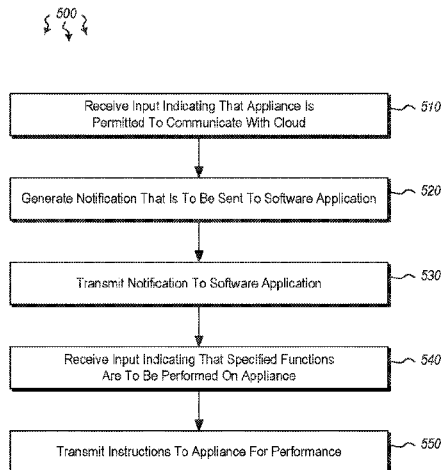 500
Receive Input Indicating That Appliance Is
Permitted To Communicate With Cloud
510
Generate Notification That Is To Be Sent To Software Application
520
Transmit Notification To Software Application
530
Receive Input Indicating That Specified Functions
Are To Be Performed On Appliance
540
Transmit Instructions To Appliance For Performance
550